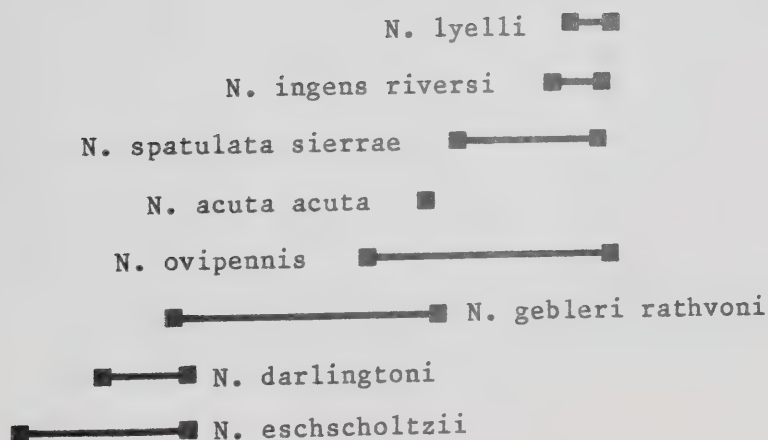 N. lyelli
N. ingens riversi
N. spatulata sierrae
N. acuta acuta
N. ovipennis
N. gebleri rathvoni
N. darlingtoni
N. eschscholtzii